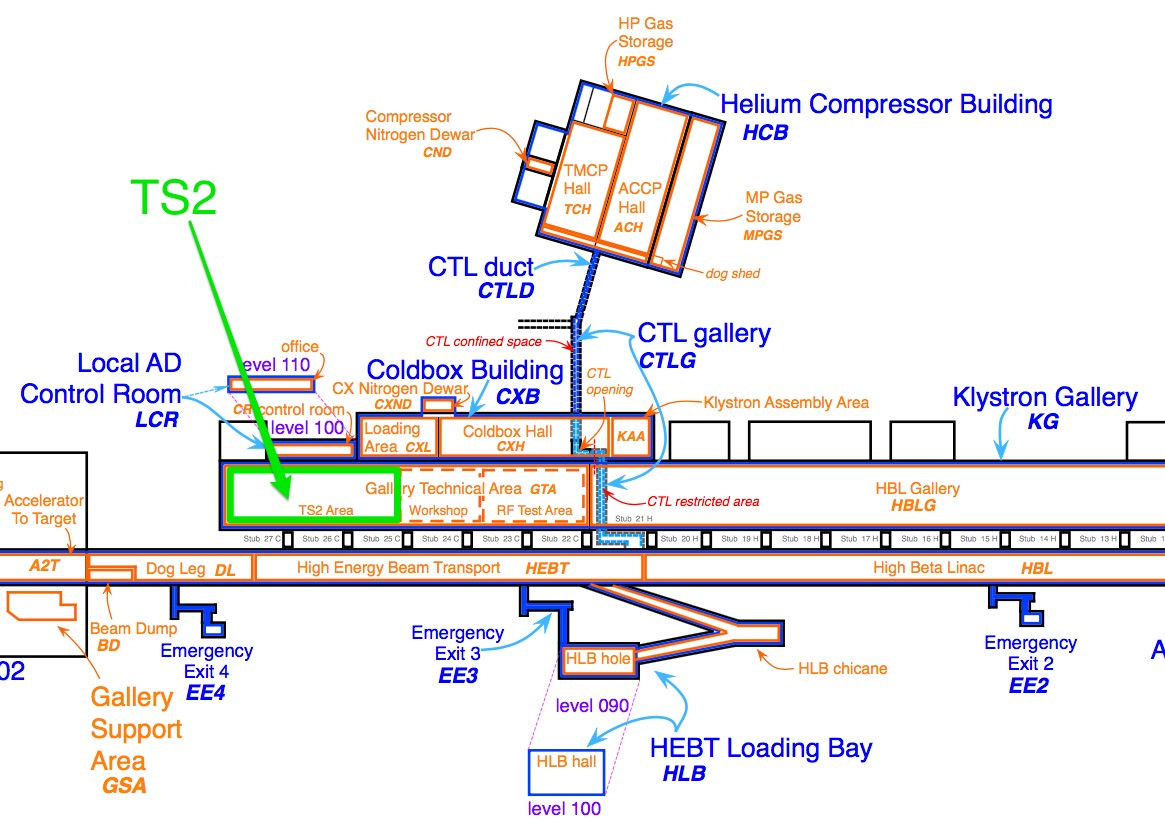 HP Gas
Storage
HPGS
Helium Compressor Building
HCB
Compressor
Nitrogen Dewar
CND
TMCP
Hall
TCH
ACCP
Hall
ACH
MP Gas
Storage
MPGS
dog shed
TS2
CTL duct
CTLD
CTL gallery
CTLG
CTL confined space
CTL
opening
Local AD
Control Room
LCR
office
level 110
CR control room
level 100
Coldbox Building
CXB
CX Nitrogen Dewar
CXND
Loading
Area CXL
Coldbox Hall
CXH
KAA
Klystron Assembly Area
Klystron Gallery
KG
Gallery Technical Area GTA
TS2 Area
Workshop
RF Test Area
CTL restricted area
HBL Gallery
HBLG
Accelerator
To Target
Stub 21 H
Stub 27 C
Stub 26 C
Stub 25 C
Stub 24 C
Stub 23 C
Stub 22 C
Stub 20 H
Stub 19 H
Stub 18 H
Stub 17 H
Stub 16 H
Stub 15 H
Stub 14 H
Stub 13 H
Stub 1
A2T
Dog Leg DL
High Energy Beam Transport HEBT
High Beta Linac HBL
Beam Dump
BD
Emergency
Exit 4
EE4
Emergency
Exit 3
EE3
HLB hole
HLB chicane
Emergency
Exit 2
EE2
02
A
Gallery
Support
Area
GSA
level 090
HEBT Loading Bay
HLB
HLB hall
level 100